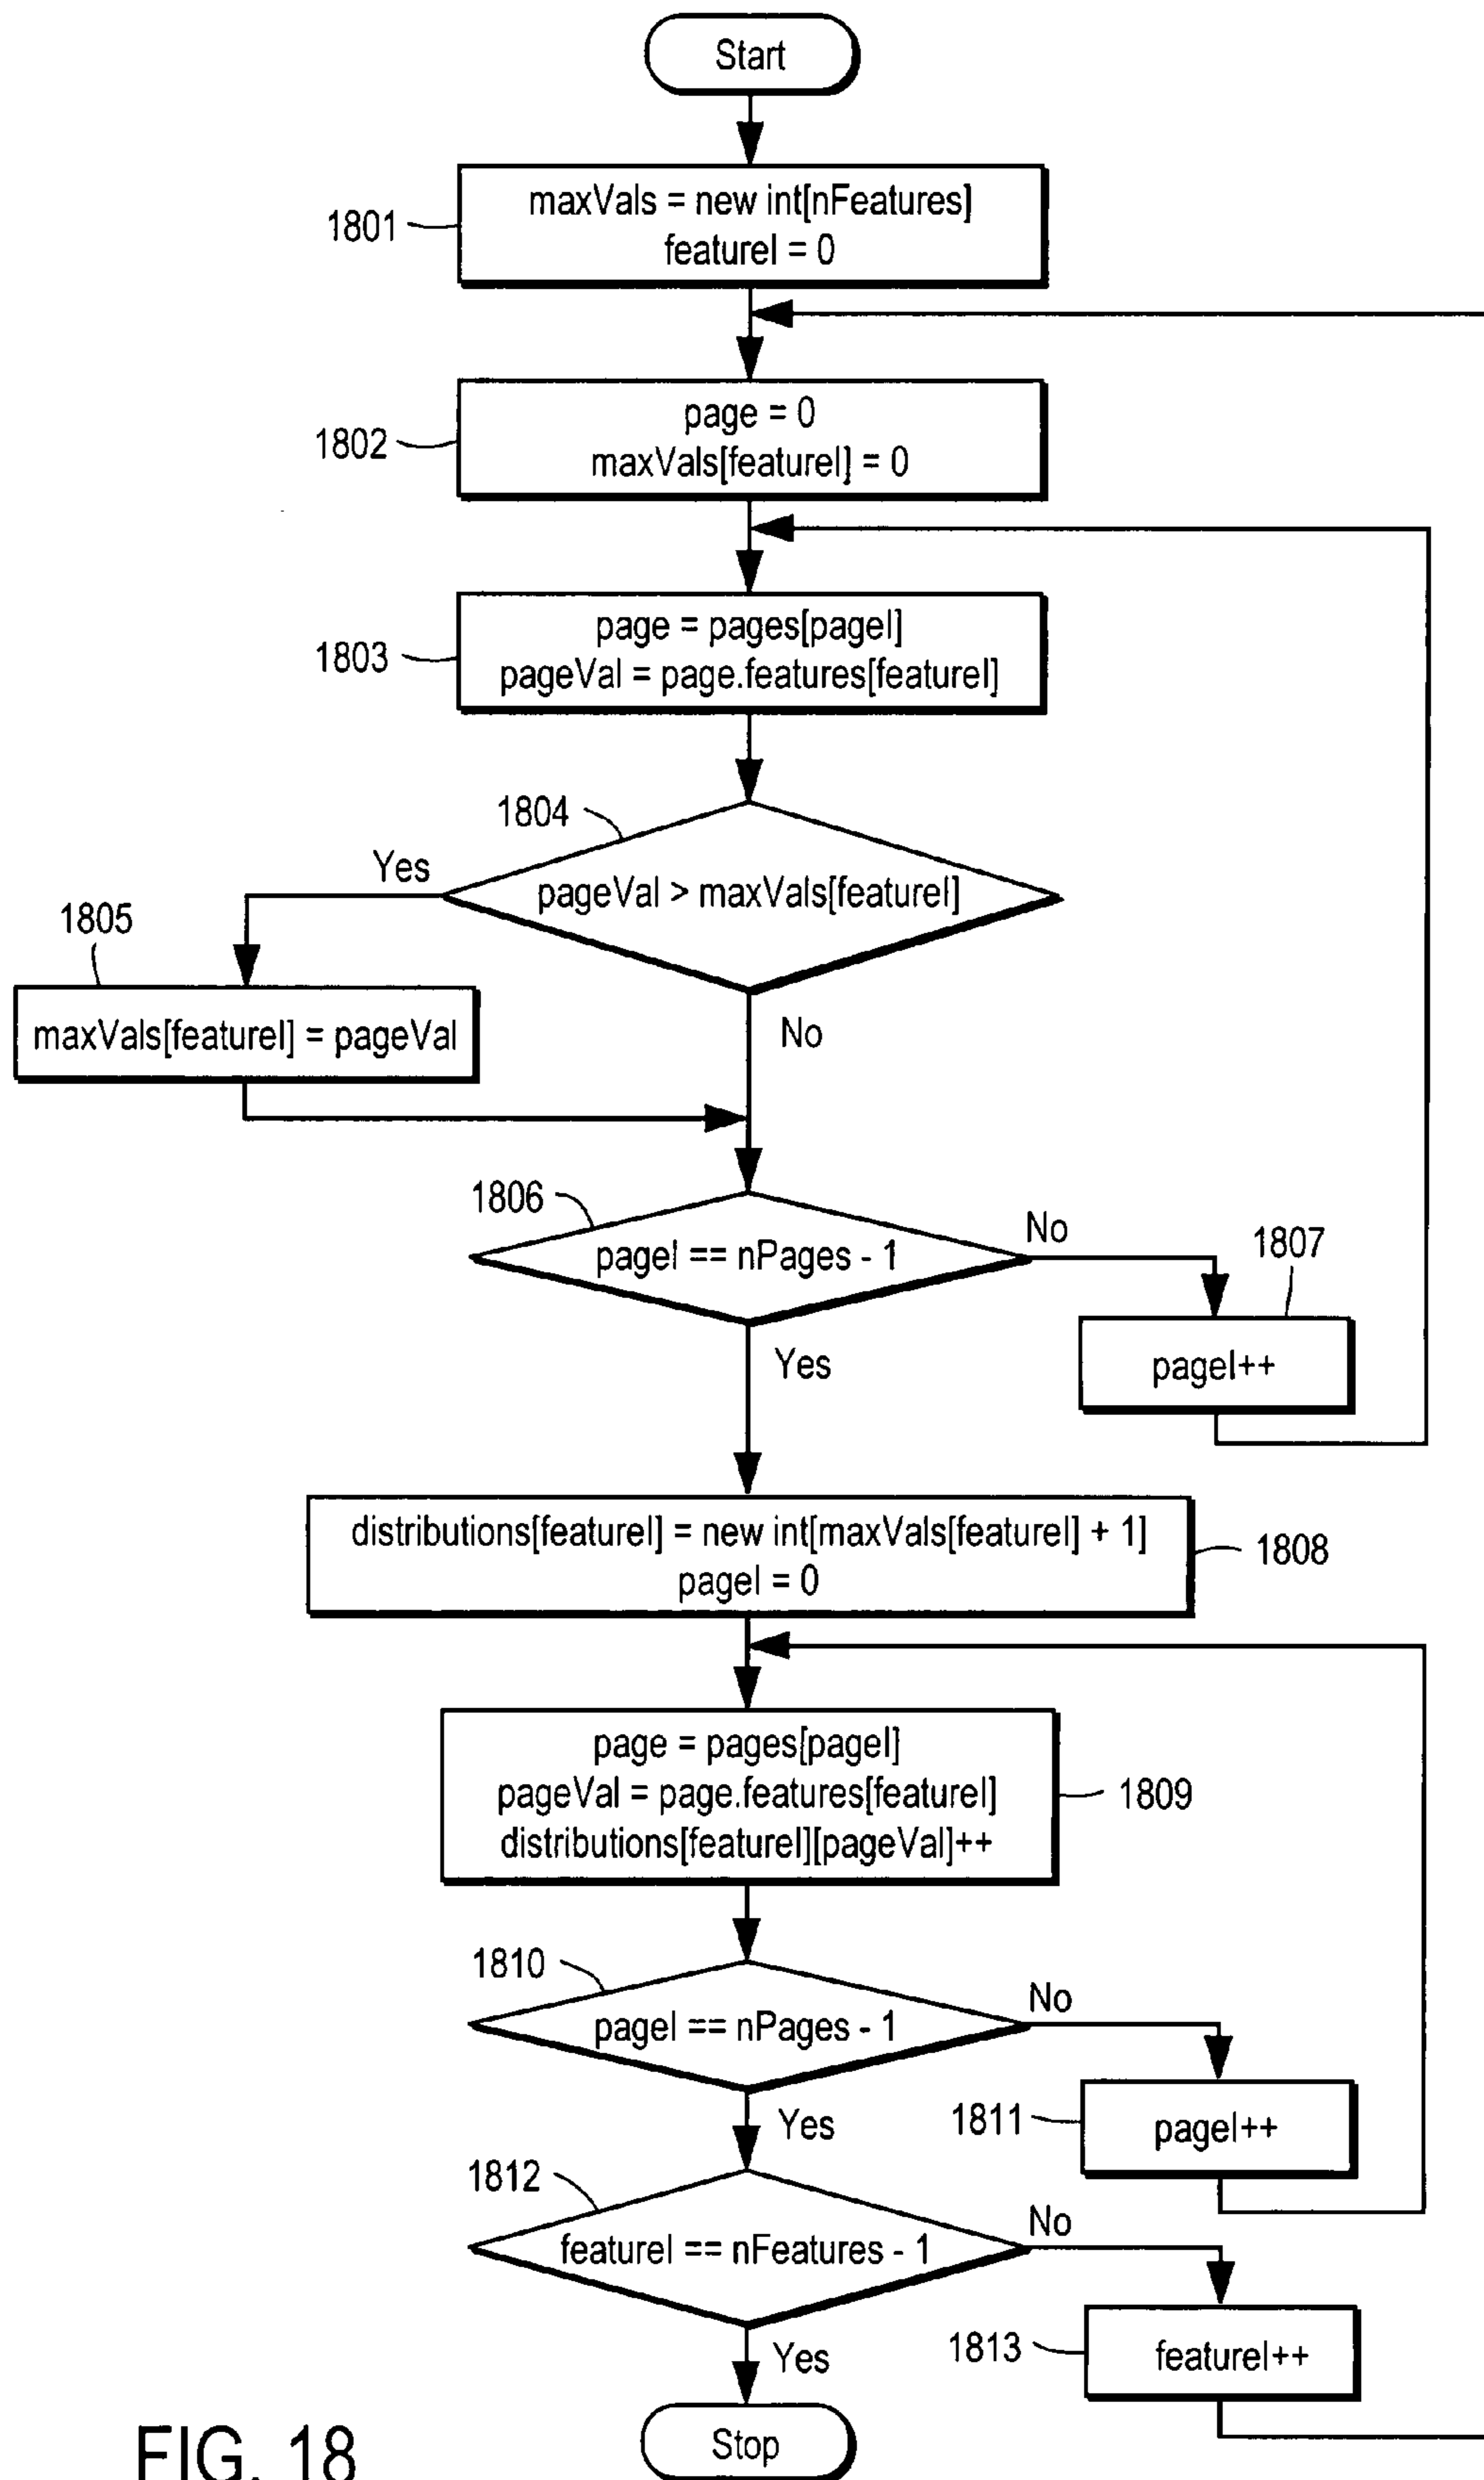 Start
1801
maxVals = new int[nFeatures]
featureI = 0
1802
page = 0
maxVals[featureI] = 0
1803
page = pages[pageI]
pageVal = page.features[featureI]
1804
Yes
pageVal > maxVals[featureI]
1805
maxVals[featureI] = pageVal
No
1806
pageI == nPages - 1
No
1807
pageI++
Yes
distributions[featureI] = new int[maxVals[featureI] + 1]
pageI = 0
1808
page = pages[pageI]
pageVal = page.features[featureI]
distributions[featureI][pageVal]++
1809
1810
pageI == nPages - 1
No
1811
pageI++
Yes
1812
featureI == nFeatures - 1
No
1813
featureI++
Yes
Stop
FIG. 18